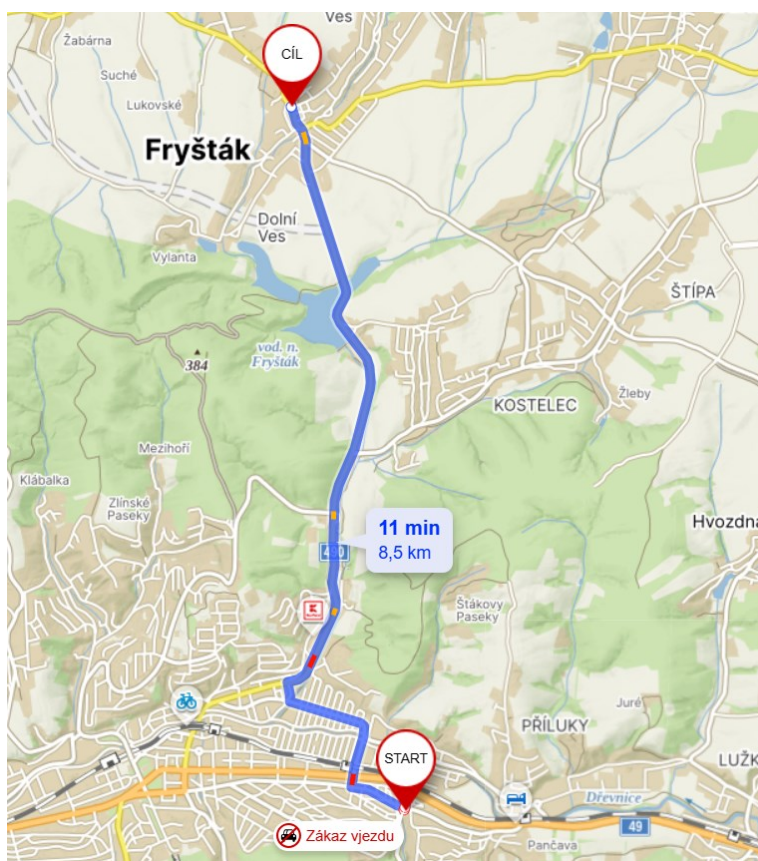 Ves
Žabárna
CÍL
Suché
Lukovské
Fryšták
Dolní
Ves
Vylanta
ŠTÍPA
vod. n.
Fryšták
384
Žleby
KOSTELEC
Mezihoří
Klábalka
Zlínské
Paseky
11 min
8,5 km
490
Hvozdná
Štákovy
Paseky
Juré
PŘÍLUKY
START
LUŽK
Dřevnice
49
Zákaz vjezdu
Pančava